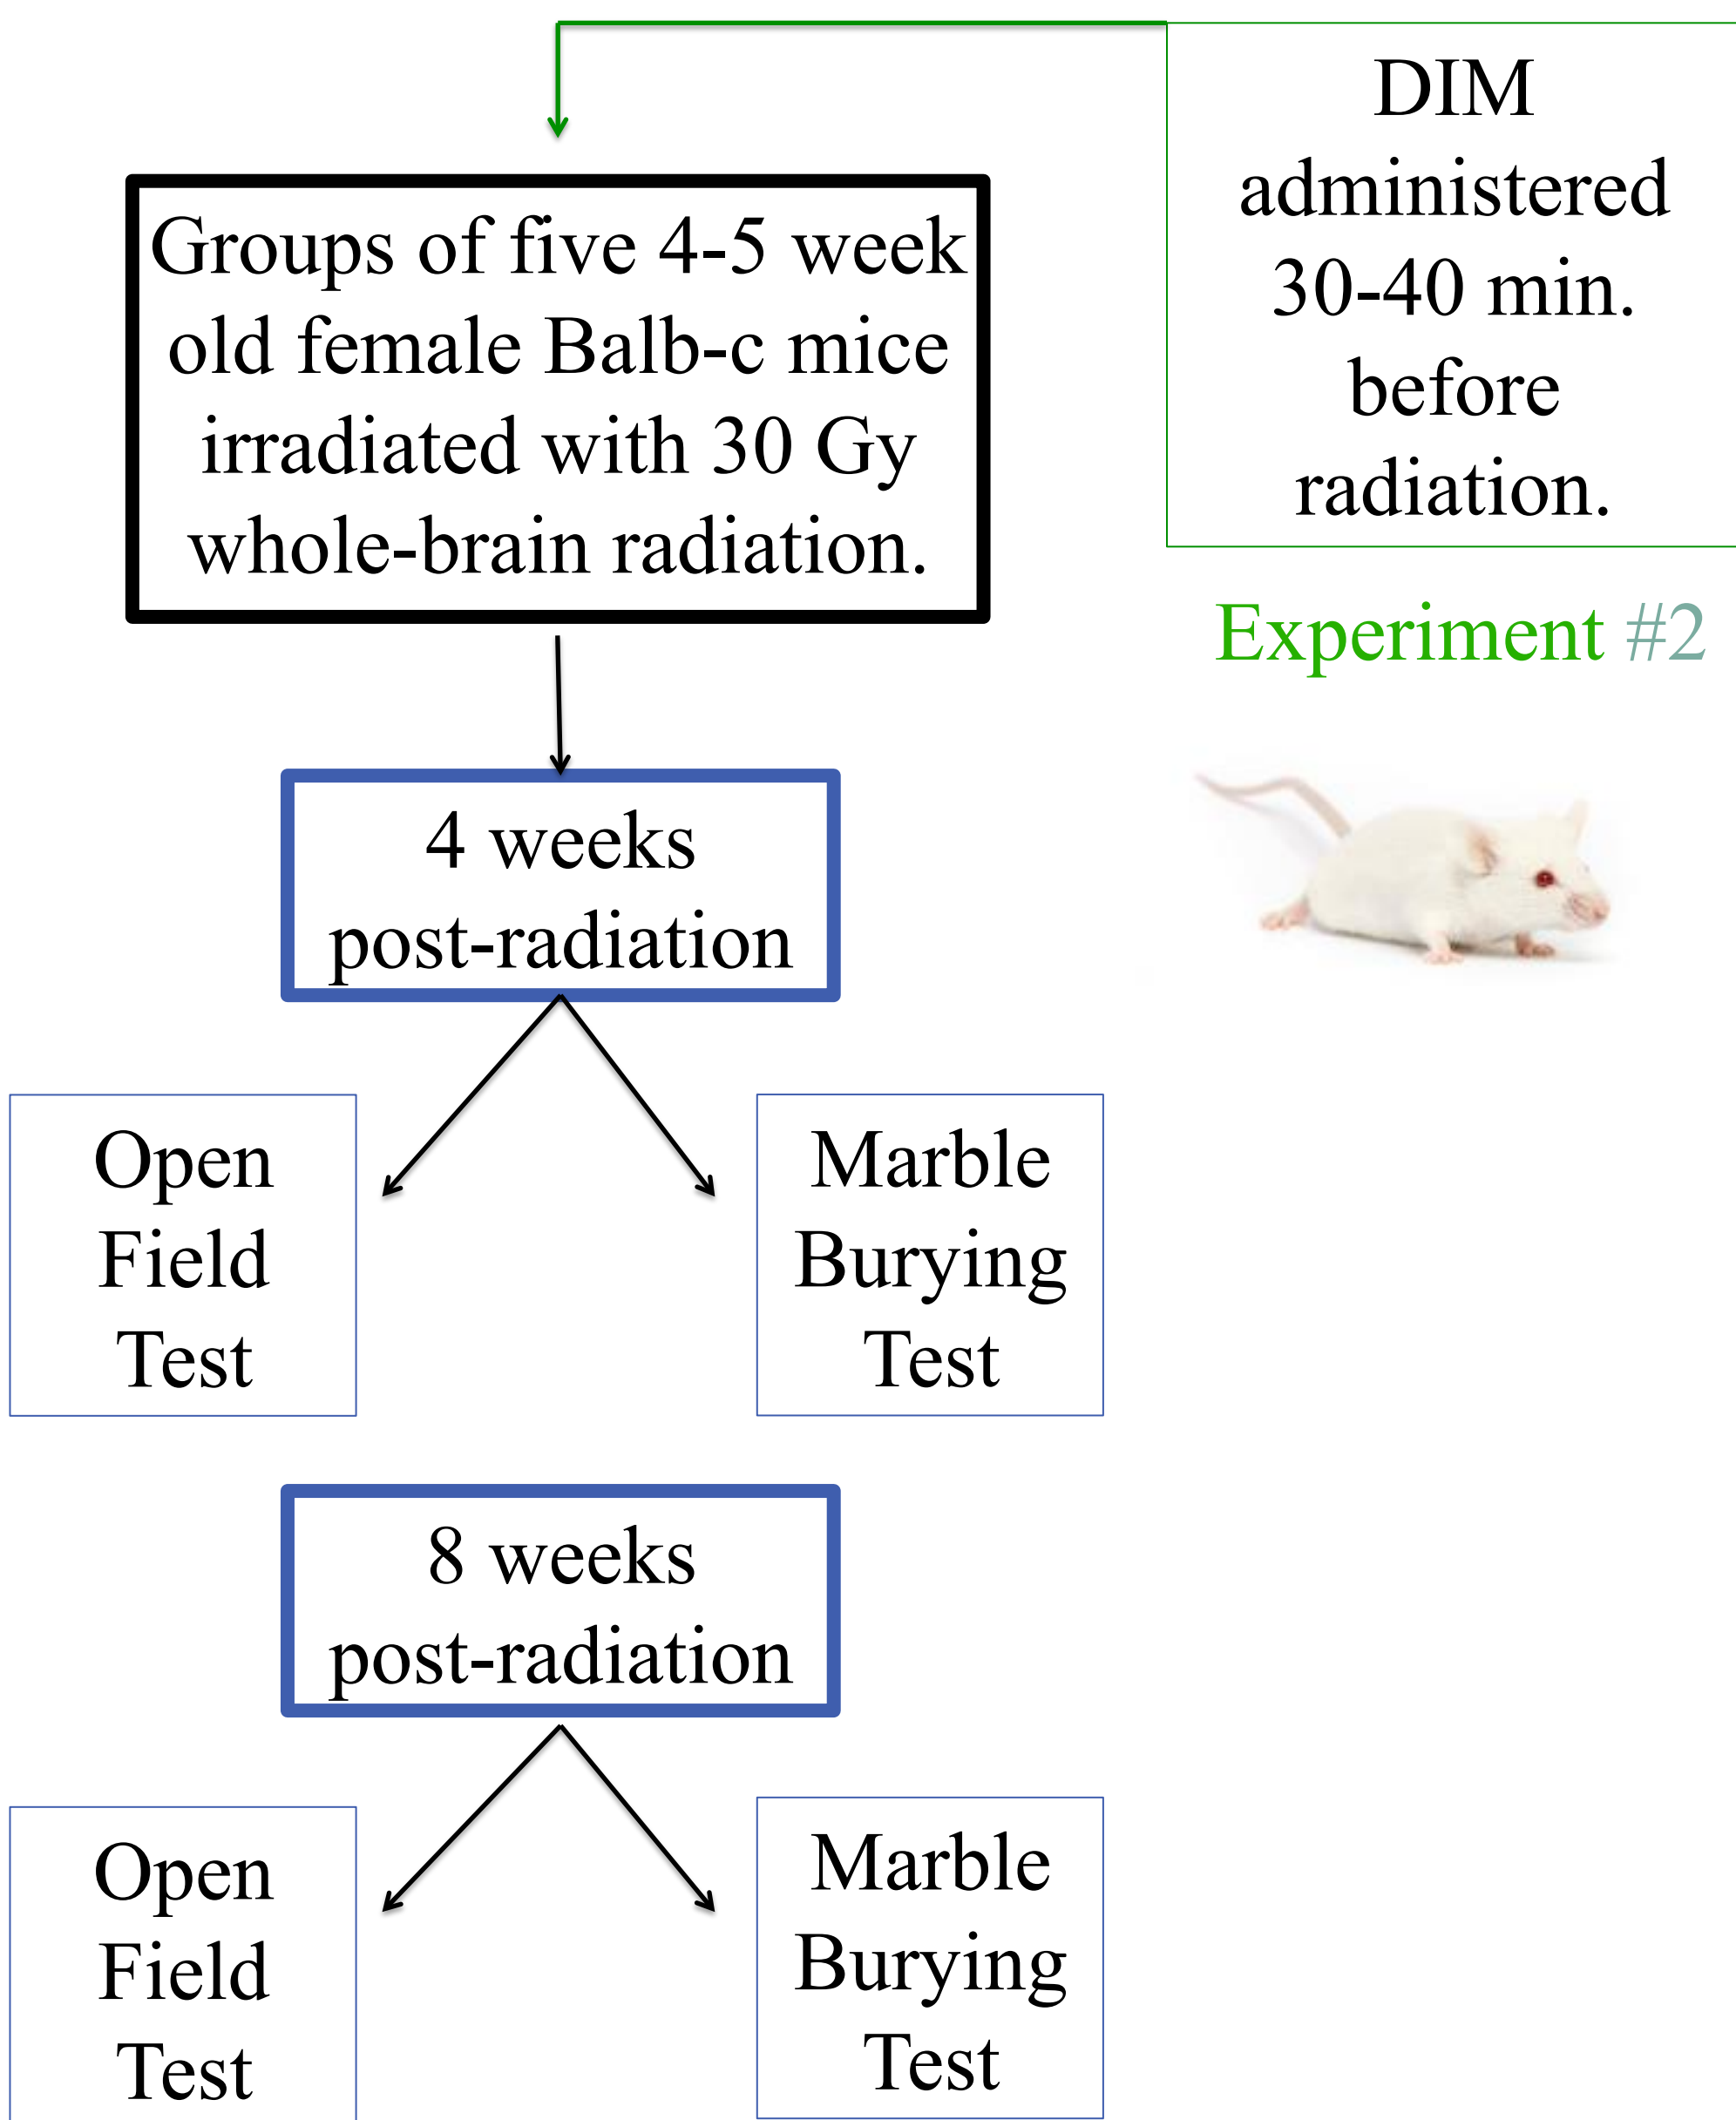 DIM
administered
30-40 min.
before
radiation.
Experiment #2
Groups of five 4-5 week
old female Balb-c mice
irradiated with 30 Gy
whole-brain radiation.
4 weeks
post-radiation
Open
Field
Test
Marble
Burying
Test
8 weeks
post-radiation
Open
Field
Test
Marble
Burying
Test